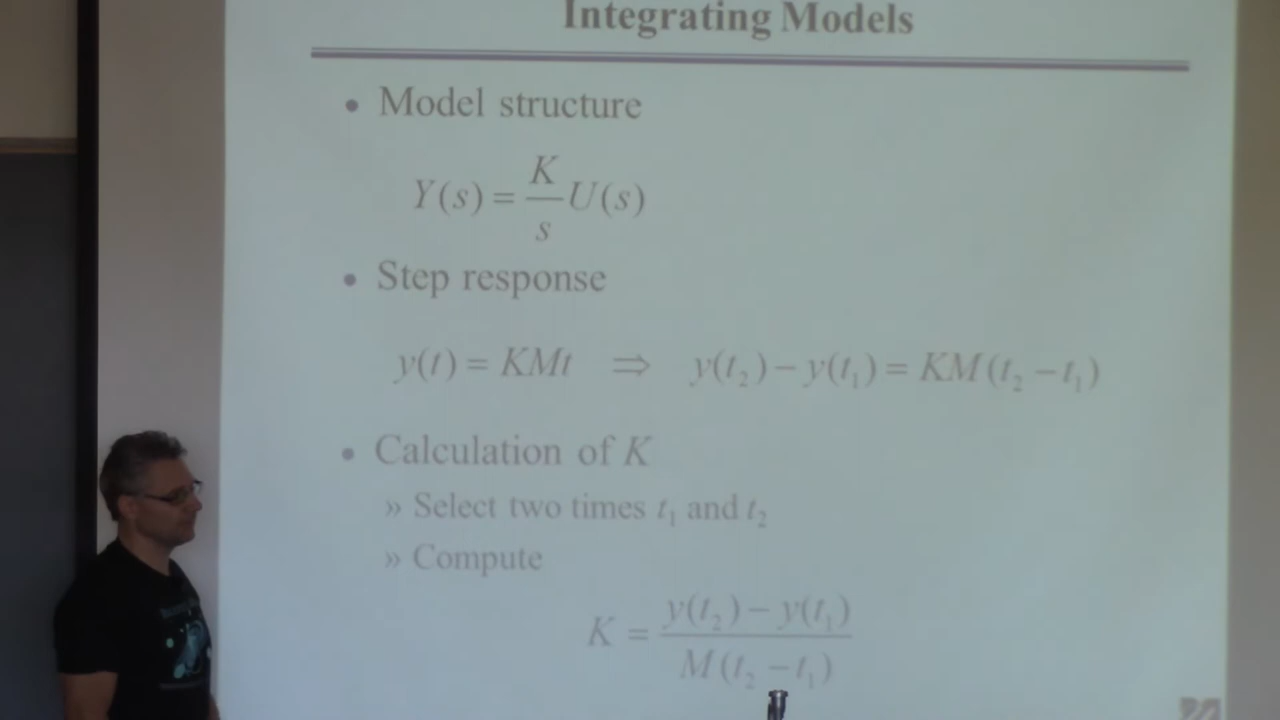 Integrating Models
• Model structure
Y(s) = K/s U(s)
• Step response
y(t) = KMt ⇒ y(t₂) − y(t₁) = KM(t₂ − t₁)
• Calculation of K
» Select two times t₁ and t₂
» Compute
K = y(t₂) − y(t₁) / M(t₂ − t₁)